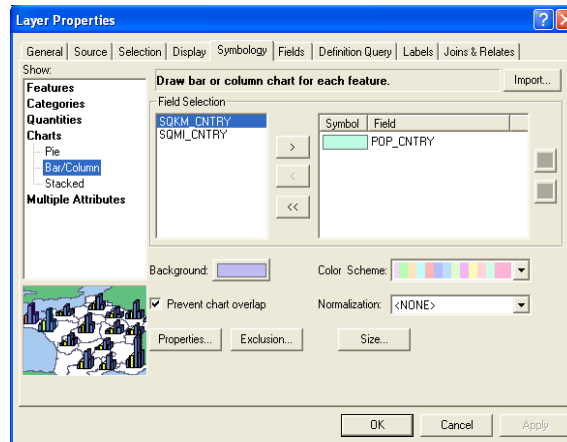 Layer Properties
General Source Selection Display Symbology Fields Definition Query Labels Joins & Relates
Show:
Features
Categories
Quantities
Charts
Pie
Bar/Column
Stacked
Multiple Attributes
Draw bar or column chart for each feature.
Import...
Field Selection
SQKM_CNTRY
SQMI_CNTRY
>
<
<<
Symbol Field
POP_CNTRY
Background:
Color Scheme:
Prevent chart overlap
Normalization: <NONE>
Properties... Exclusion... Size...
OK Cancel Apply